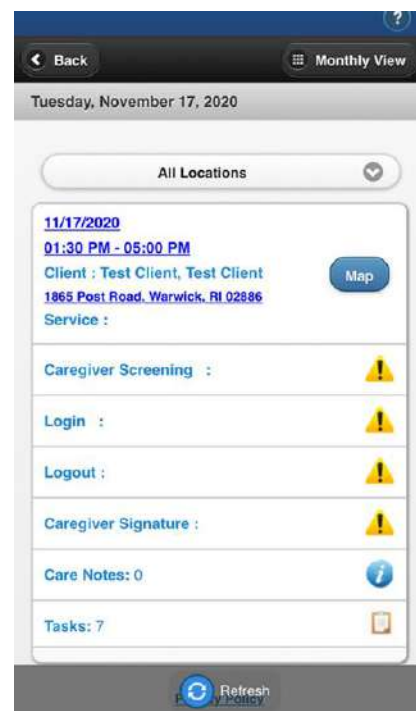 ?
Back
Monthly View
Tuesday, November 17, 2020
All Locations
11/17/2020
01:30 PM - 05:00 PM
Client : Test Client, Test Client
Map
1865 Post Road, Warwick, RI 02886
Service :
Caregiver Screening :
Login :
Logout :
Caregiver Signature :
Care Notes: 0
Tasks: 7
Refresh
Privacy Policy